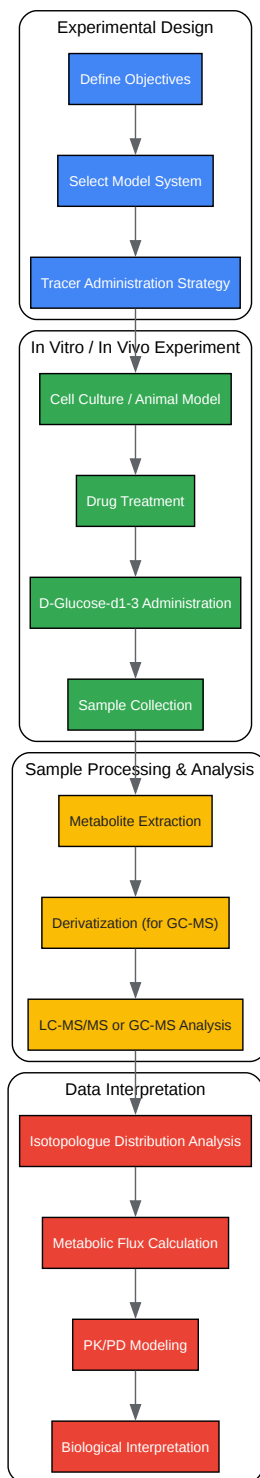 Experimental Design
Define Objectives
Select Model System
Tracer Administration Strategy
In Vitro / In Vivo Experiment
Cell Culture / Animal Model
Drug Treatment
D-Glucose-d1-3 Administration
Sample Collection
Sample Processing & Analysis
Metabolite Extraction
Derivatization (for GC-MS)
LC-MS/MS or GC-MS Analysis
Data Interpretation
Isotopologue Distribution Analysis
Metabolic Flux Calculation
PK/PD Modeling
Biological Interpretation